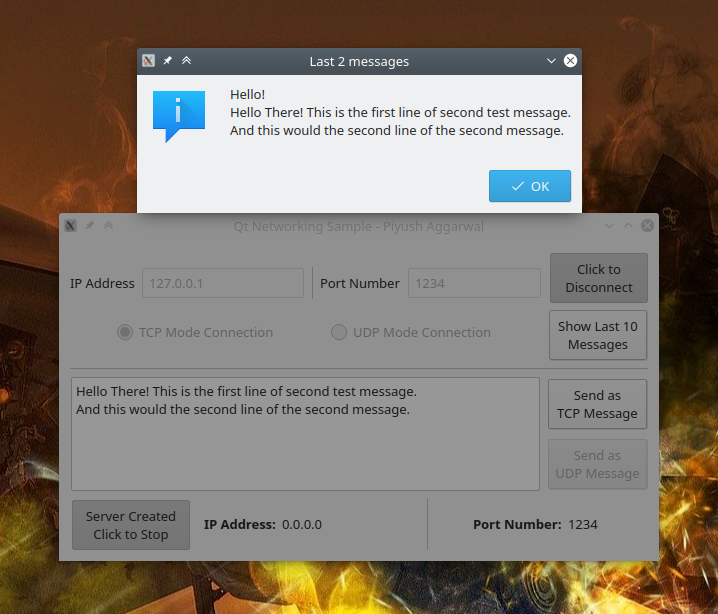 Last 2 messages
Hello!
Hello There! This is the first line of second test message.
And this would the second line of the second message.
OK
Qt Networking Sample - Piyush Aggarwal
IP Address 127.0.0.1 Port Number 1234
Click to
Disconnect
TCP Mode Connection UDP Mode Connection
Show Last 10
Messages
Hello There! This is the first line of second test message.
And this would the second line of the second message.
Send as
TCP Message
Send as
UDP Message
Server Created
Click to Stop
IP Address: 0.0.0.0 Port Number: 1234